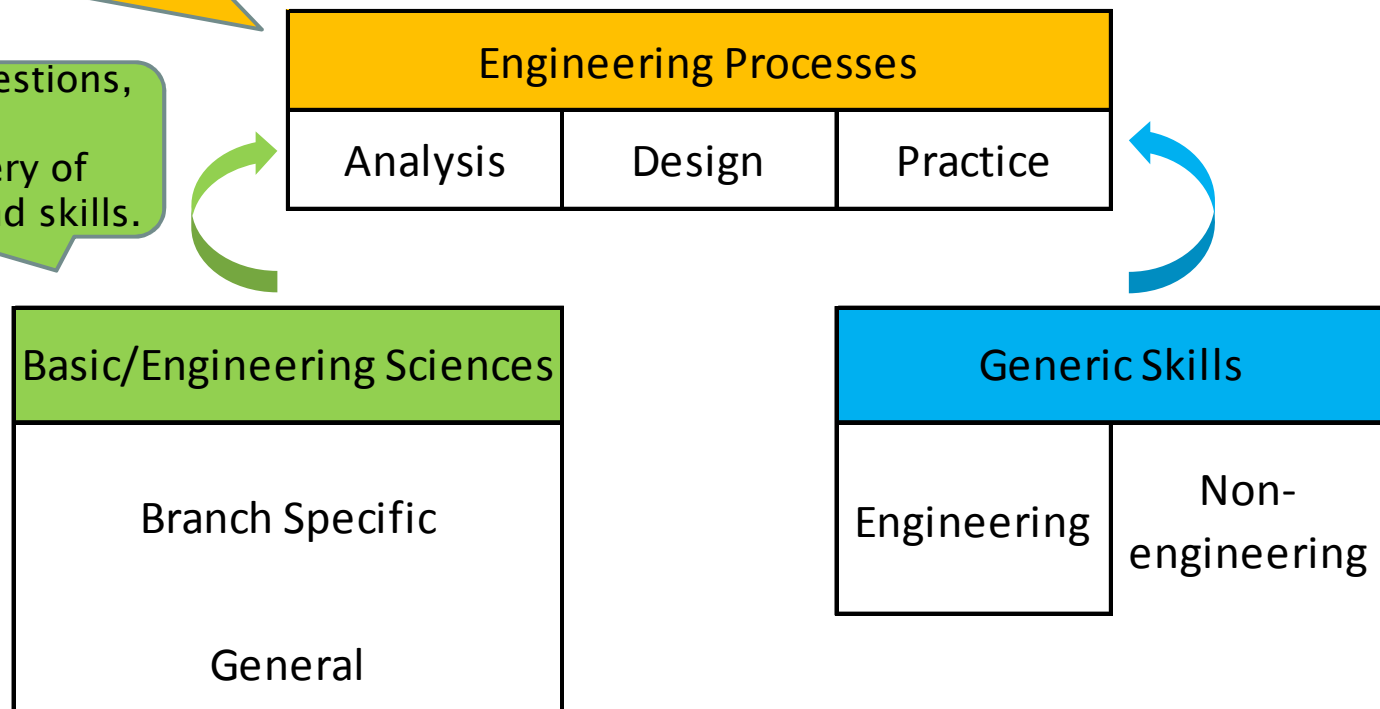 Engineering Processes
Analysis
Design
Practice
estions,
ery of
d skills.
Basic/Engineering Sciences
Branch Specific
General
Generic Skills
Engineering
Non-
engineering